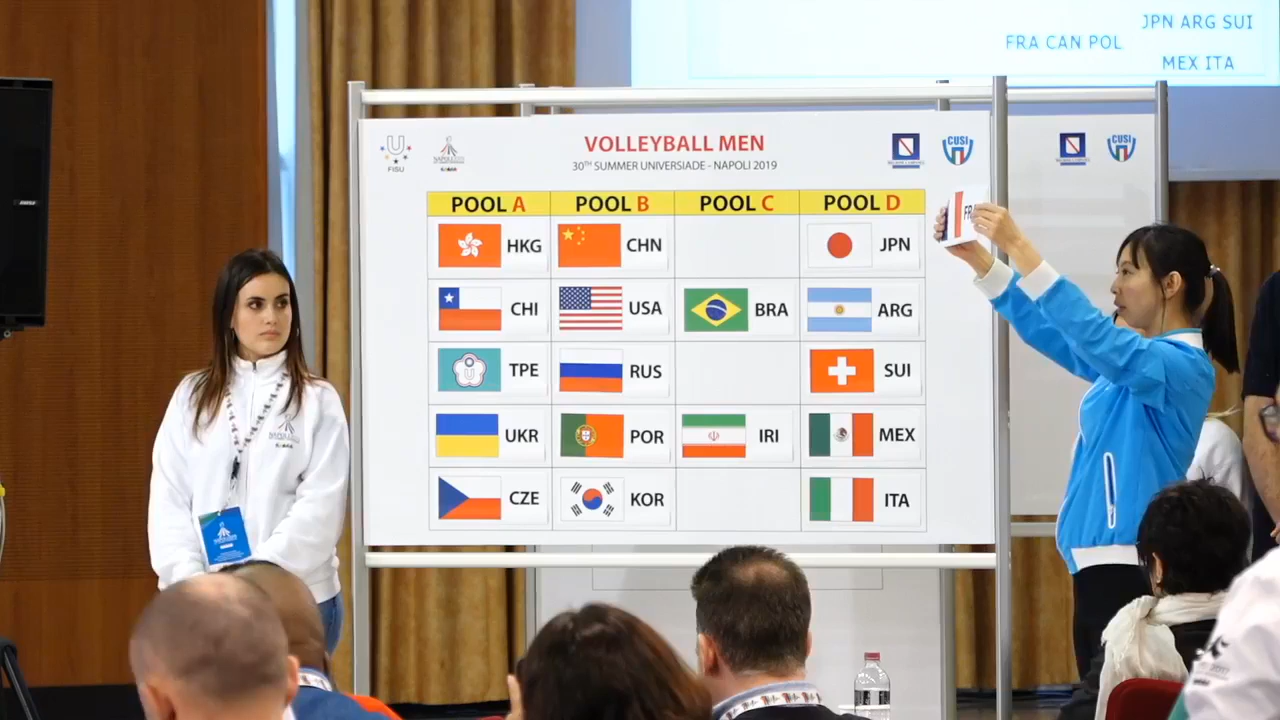 JPN ARG SUI
FRA CAN POL
MEX ITA
VOLLEYBALL MEN
30TH SUMMER UNIVERSIADE - NAPOLI 2019
FISU
CUSI
CUSI
POOL A POOL B POOL C POOL D
HKG CHN JPN
CHI USA BRA ARG
TPE RUS SUI
UKR POR IRI MEX
CZE KOR ITA